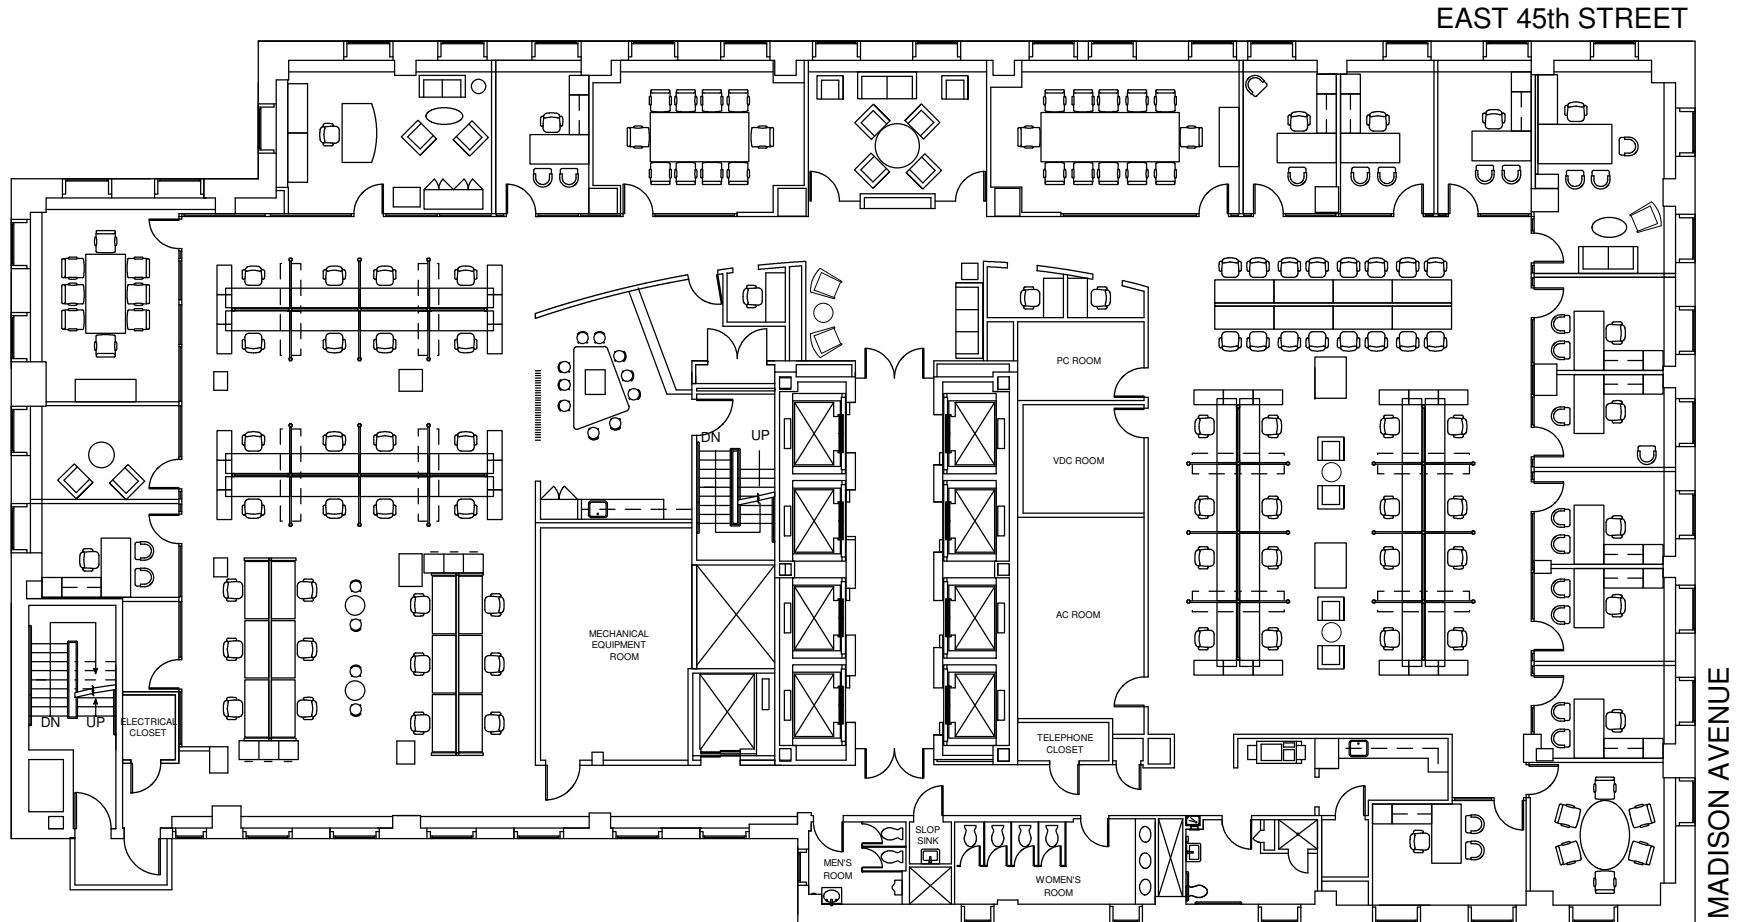 EAST 45th STREET
PC ROOM
DN
UP
VDC ROOM
MECHANICAL
EQUIPMENT
ROOM
AC ROOM
DN
UP
ELECTRICAL
CLOSET
TELEPHONE
CLOSET
MADISON AVENUE
SLOP
SINK
MEN'S
ROOM
WOMEN'S
ROOM